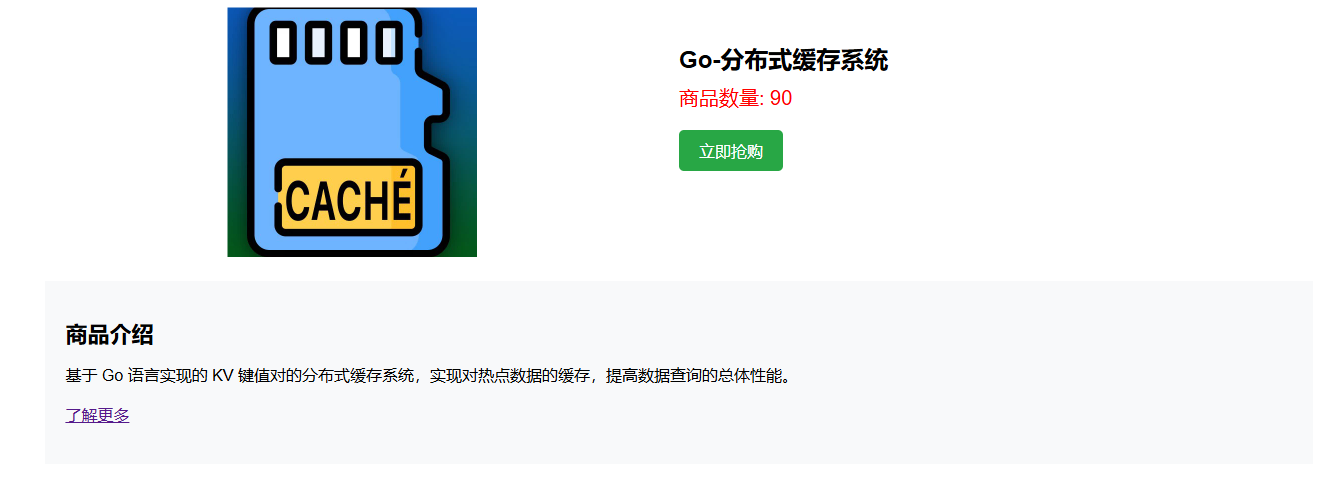 CACHÉ
Go-分布式缓存系统
商品数量: 90
立即抢购
商品介绍
基于 Go 语言实现的 KV 键值对的分布式缓存系统，实现对热点数据的缓存，提高数据查询的总体性能。
了解更多